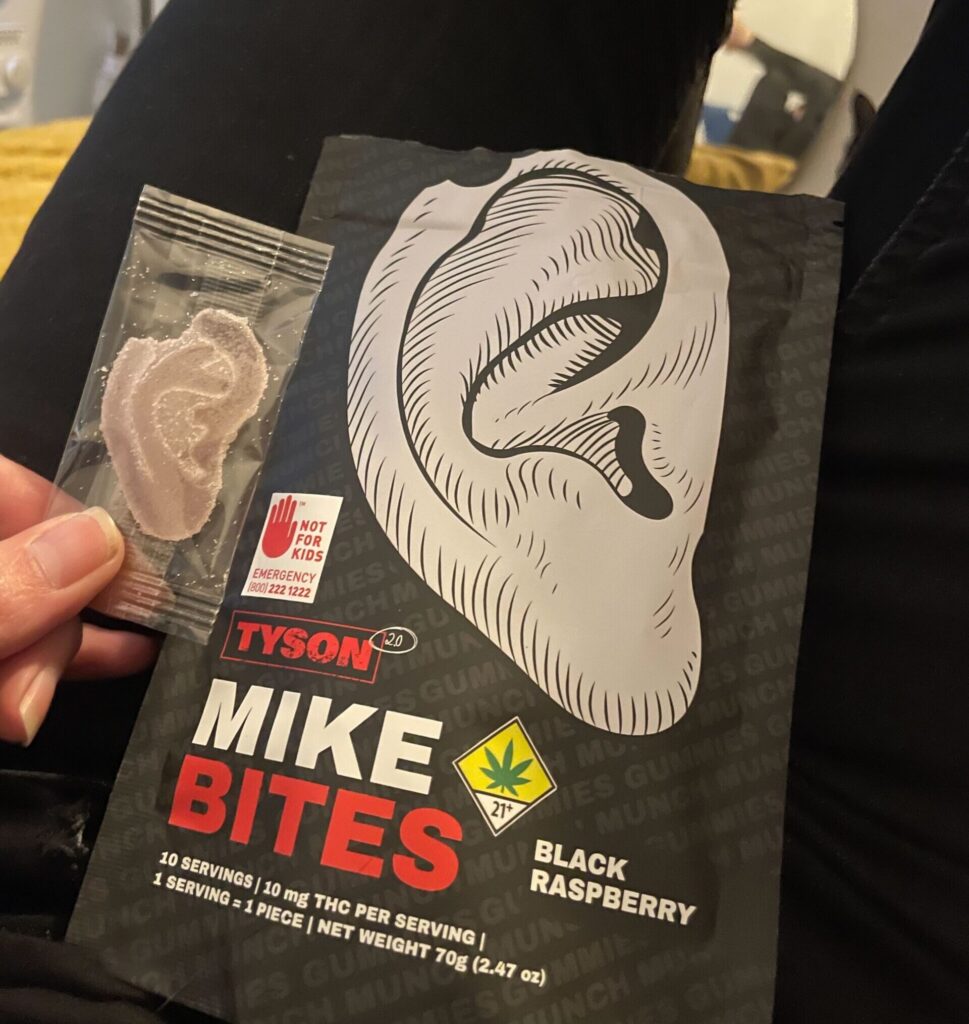 NOT
FOR
KIDS
™
EMERGENCY
(800) 222 1222
TYSON 2.0
MIKE
BITES
21+
BLACK
RASPBERRY
10 SERVINGS | 10 mg THC PER SERVING |
1 SERVING = 1 PIECE | NET WEIGHT 70g (2.47 oz)